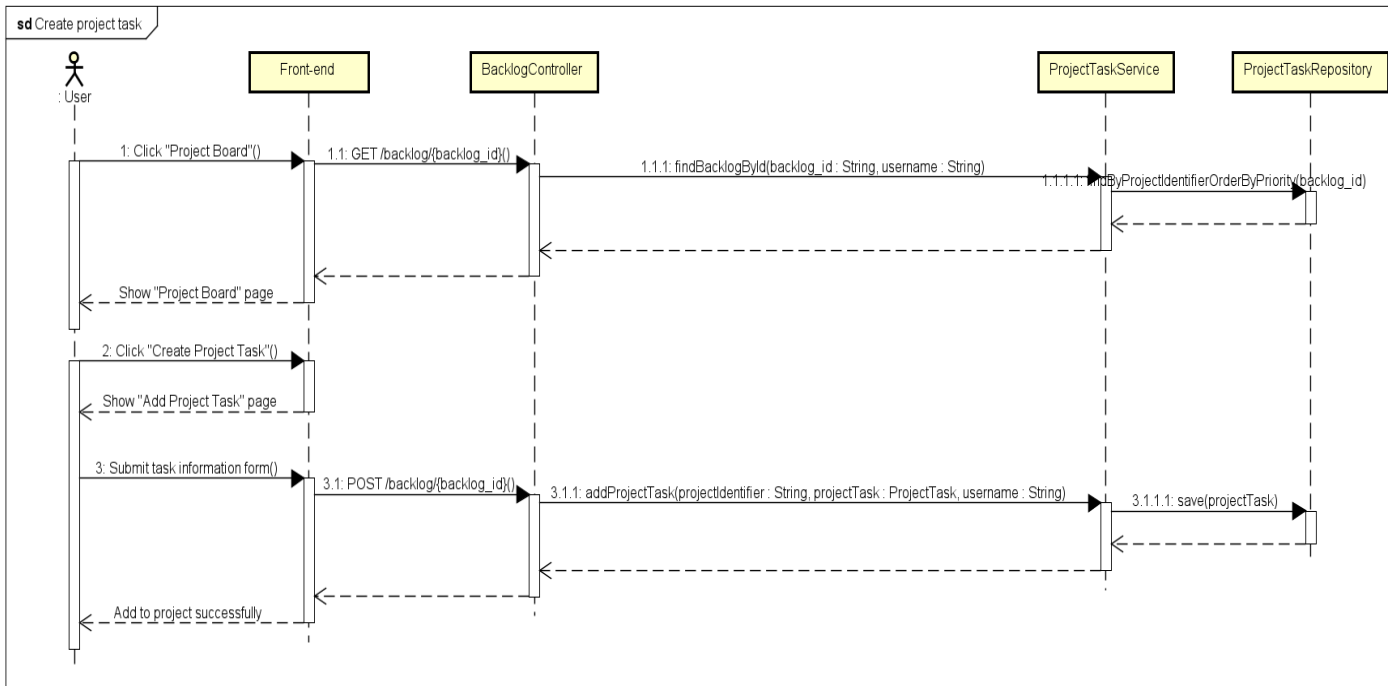 sd Create project task
: User
Front-end
BacklogController
ProjectTaskService
ProjectTaskRepository
1: Click "Project Board"()
1.1: GET /backlog/{backlog_id}()
1.1.1: findBacklogById(backlog_id : String, username : String)
1.1.1.1: findByProjectIdentifierOrderByPriority(backlog_id)
Show "Project Board" page
2: Click "Create Project Task"()
Show "Add Project Task" page
3: Submit task information form()
3.1: POST /backlog/{backlog_id}()
3.1.1: addProjectTask(projectIdentifier : String, projectTask : ProjectTask, username : String)
3.1.1.1: save(projectTask)
Add to project successfully